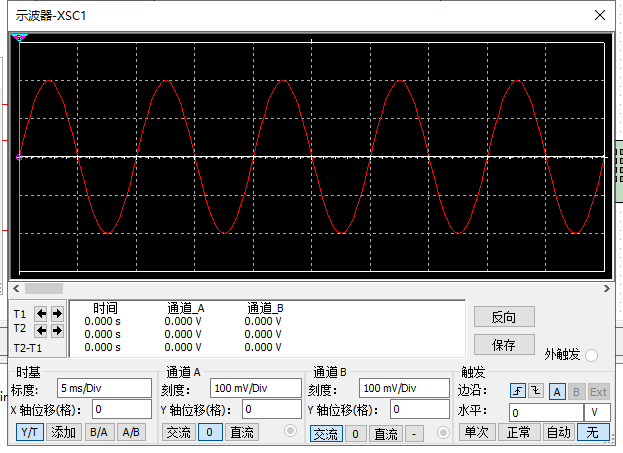 示波器-XSC1
时间 通道_A 通道_B
T1 0.000 s 0.000 V 0.000 V
T2 0.000 s 0.000 V 0.000 V
T2-T1 0.000 s 0.000 V 0.000 V
反向
保存
外触发
时基
标度： 5 ms/Div
X 轴位移(格)： 0
Y/T 添加 B/A A/B
通道 A
刻度： 100 mV/Div
Y 轴位移(格)： 0
交流 0 直流
通道 B
刻度： 100 mV/Div
Y 轴位移(格)： 0
交流 0 直流 -
触发
边沿： A B Ext
水平： 0 V
单次 正常 自动 无